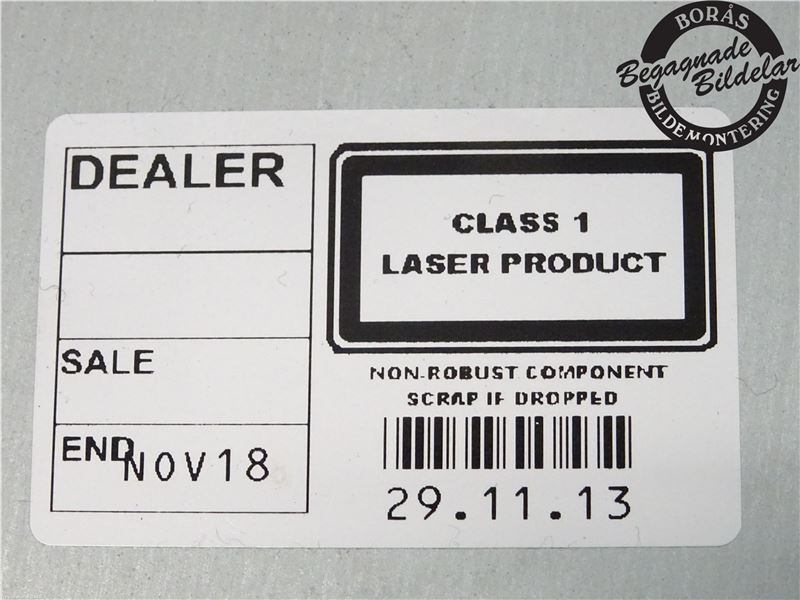 BORÅS
Begagnade
Bildelar
BILDEMONTERING
DEALER
SALE
END NOV18
CLASS 1
LASER PRODUCT
NON-ROBUST COMPONENT
SCRAP IF DROPPED
29.11.13